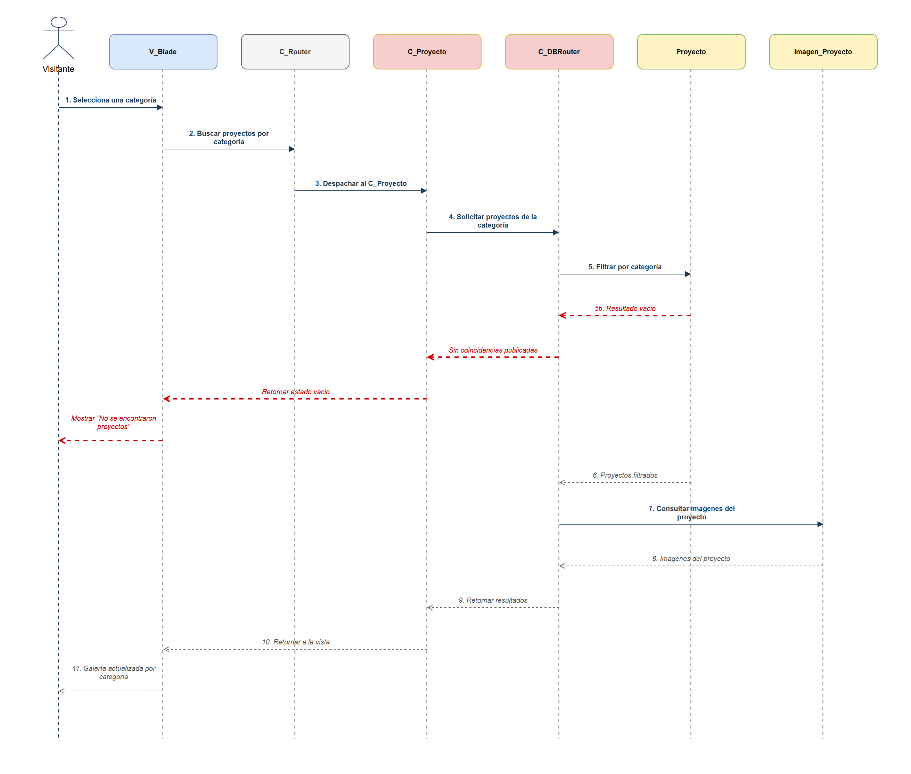 Visitante
V_Blade
C_Router
C_Proyecto
C_DBRouter
Proyecto
Imagen_Proyecto
1. Selecciona una categoría
2. Buscar proyectos por
categoría
3. Despachar al C_Proyecto
4. Solicitar proyectos de la
categoría
5. Filtrar por categoría
5b. Resultado vacío
Sin coincidencias publicadas
Retornar estado vacío
Mostrar "No se encontraron
proyectos"
6. Proyectos filtrados
7. Consultar imagenes del
proyecto
8. Imagenes del proyecto
9. Retornar resultados
10. Retornar a la vista
11. Galería actualizada por
categoría